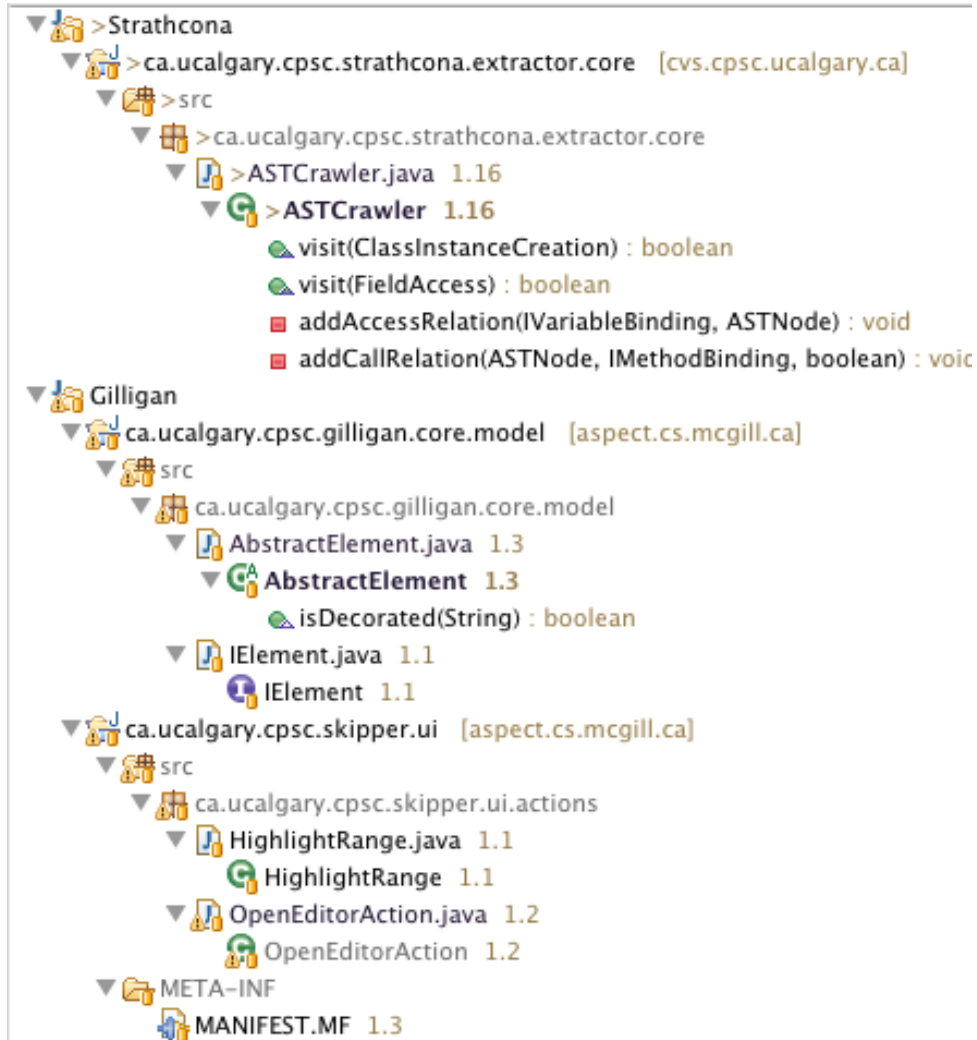 >Strathcona
>ca.ucalgary.cpsc.strathcona.extractor.core [cvs.cpsc.ucalgary.ca]
>src
>ca.ucalgary.cpsc.strathcona.extractor.core
>ASTCrawler.java 1.16
>ASTCrawler 1.16
visit(ClassInstanceCreation) : boolean
visit(FieldAccess) : boolean
addAccessRelation(IVariableBinding, ASTNode) : void
addCallRelation(ASTNode, IMethodBinding, boolean) : void
Gilligan
ca.ucalgary.cpsc.gilligan.core.model [aspect.cs.mcgill.ca]
src
ca.ucalgary.cpsc.gilligan.core.model
AbstractElement.java 1.3
AbstractElement 1.3
isDecorated(String) : boolean
IElement.java 1.1
IElement 1.1
ca.ucalgary.cpsc.skipper.ui [aspect.cs.mcgill.ca]
src
ca.ucalgary.cpsc.skipper.ui.actions
HighlightRange.java 1.1
HighlightRange 1.1
OpenEditorAction.java 1.2
OpenEditorAction 1.2
META-INF
MANIFEST.MF 1.3